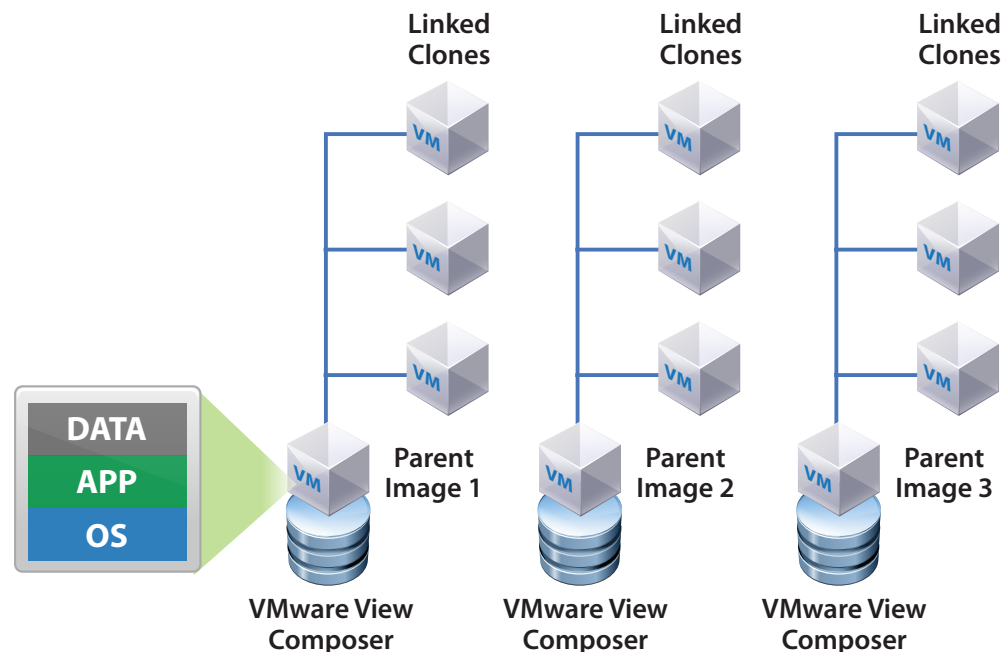 Linked
Clones
Linked
Clones
Linked
Clones
VM
VM
VM
VM
VM
VM
VM
VM
VM
DATA
APP
OS
VM
Parent
Image 1
VM
Parent
Image 2
VM
Parent
Image 3
VMware View
Composer
VMware View
Composer
VMware View
Composer